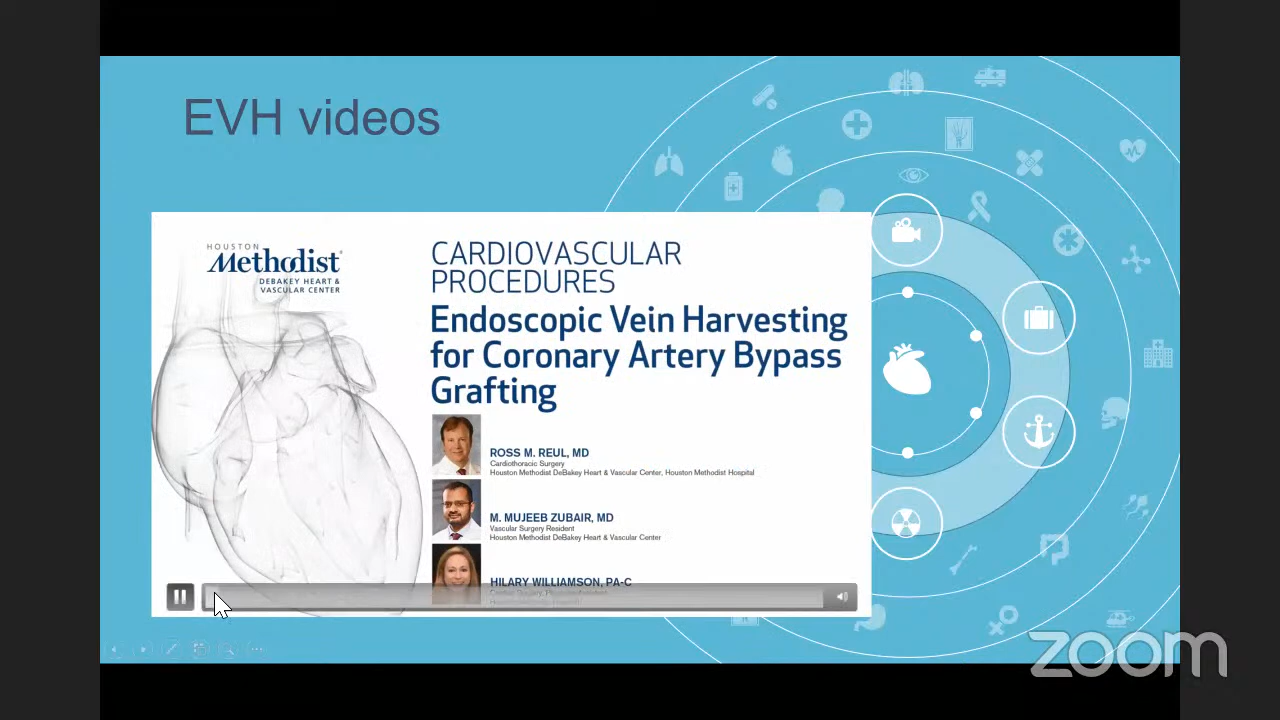 EVH videos
HOUSTON
Methodist
DEBAKEY HEART &
VASCULAR CENTER
CARDIOVASCULAR
PROCEDURES
Endoscopic Vein Harvesting
for Coronary Artery Bypass
Grafting
ROSS M. REUL, MD
Cardiothoracic Surgery
Houston Methodist DeBakey Heart & Vascular Center, Houston Methodist Hospital
M. MUJEEB ZUBAIR, MD
Vascular Surgery Resident
Houston Methodist DeBakey Heart & Vascular Center
HILARY WILLIAMSON, PA-C
zoom